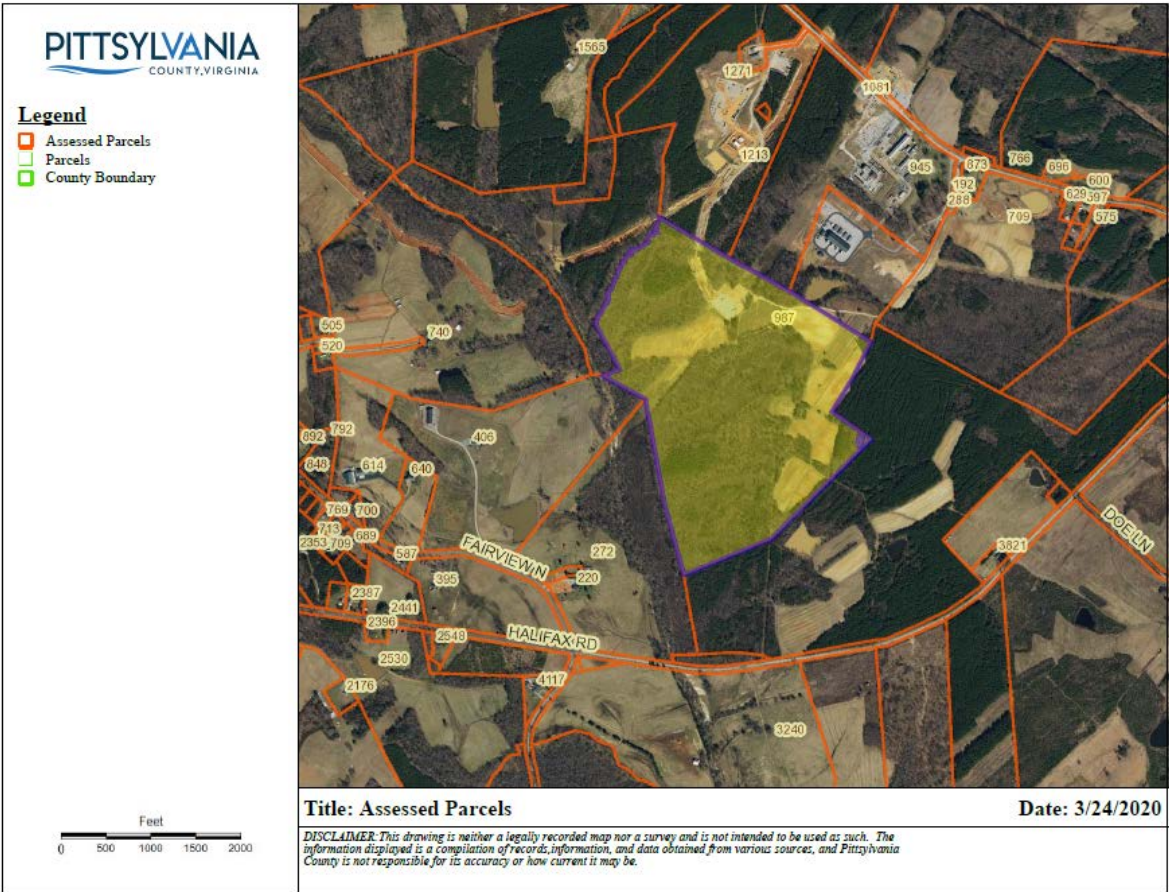 PITTSYLVANIA
COUNTY, VIRGINIA
Legend
Assessed Parcels
Parcels
County Boundary
1565
1271
1081
1213
945
873
766
696
600
192
629
597
288
709
575
987
505
520
740
892
792
406
848
614
640
769
700
713
689
2353
709
587
FAIRVIEW N
272
395
220
3821
DOE LN
2387
2441
2396
2548
HALIFAX RD
2530
4117
2176
3240
Feet
0 500 1000 1500 2000
Title: Assessed Parcels
Date: 3/24/2020
DISCLAIMER: This drawing is neither a legally recorded map nor a survey and is not intended to be used as such. The
information displayed is a compilation of records, information, and data obtained from various sources, and Pittsylvania
County is not responsible for its accuracy or how current it may be.